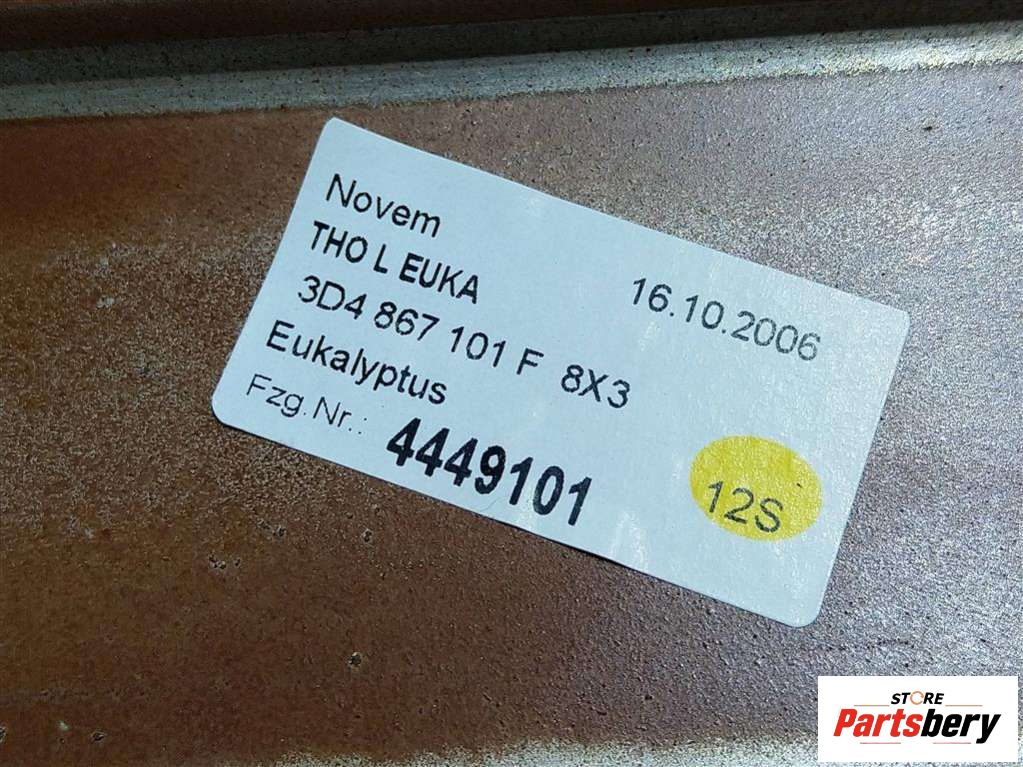 Novem
THO L EUKA
16.10.2006
3D4 867 101 F 8X3
Eukalyptus
Fzg.Nr.: 4449101
12S
STORE
Partsbery